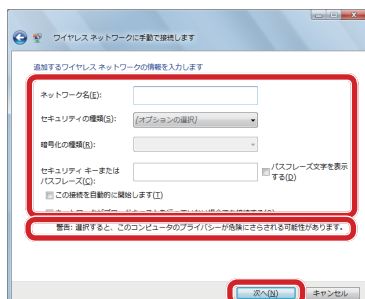 ワイヤレス ネットワークに手動で接続します
追加するワイヤレス ネットワークの情報を入力します
ネットワーク名(E):
セキュリティの種類(S): [オプションの選択]
暗号化の種類(R):
セキュリティ キーまたは
パスフレーズ(C):
パスフレーズ文字を表示
する(D)
この接続を自動的に開始します(T)
警告: 選択すると、このコンピュータのプライバシーが危険にさらされる可能性があります。
次へ(N) キャンセル